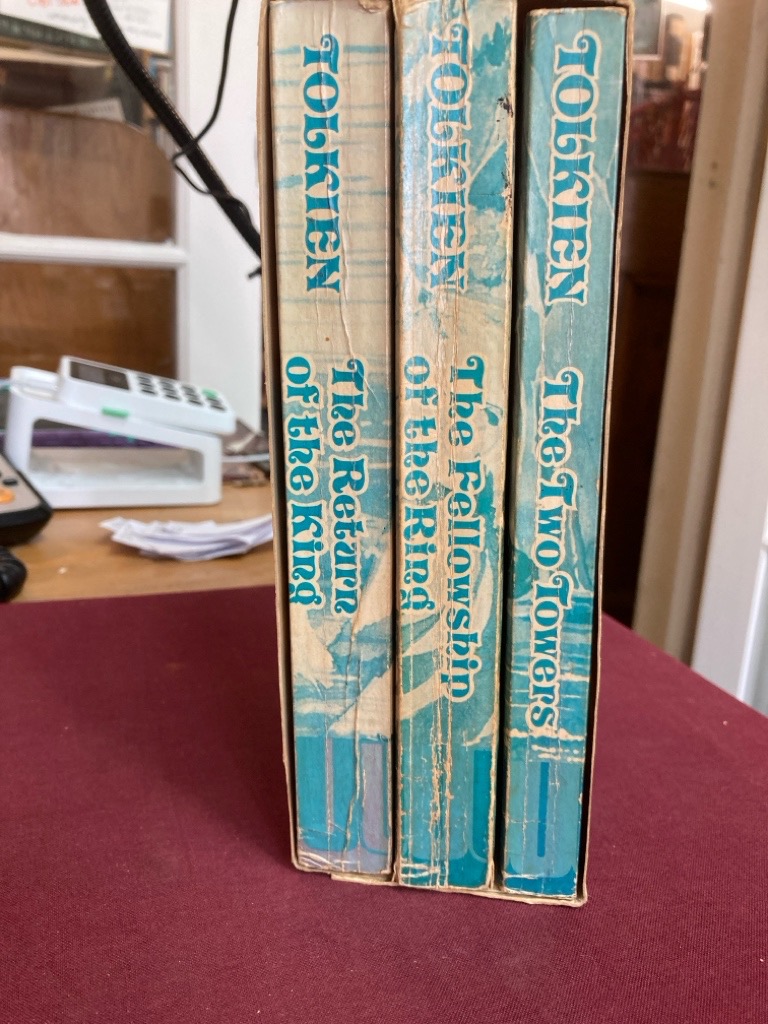 TOLKIEN
The Return
of the King
TOLKIEN
The Fellowship
of the Ring
TOLKIEN
The Two Towers